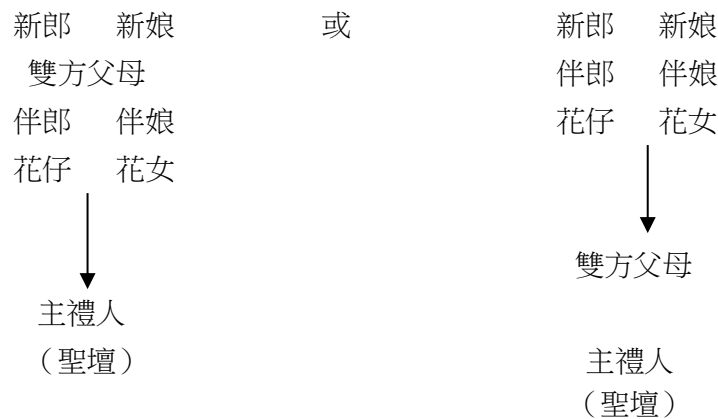 新郎 新娘
雙方父母
伴郎 伴娘
花仔 花女
主禮人
（聖壇）
或
新郎 新娘
伴郎 伴娘
花仔 花女
雙方父母
主禮人
（聖壇）